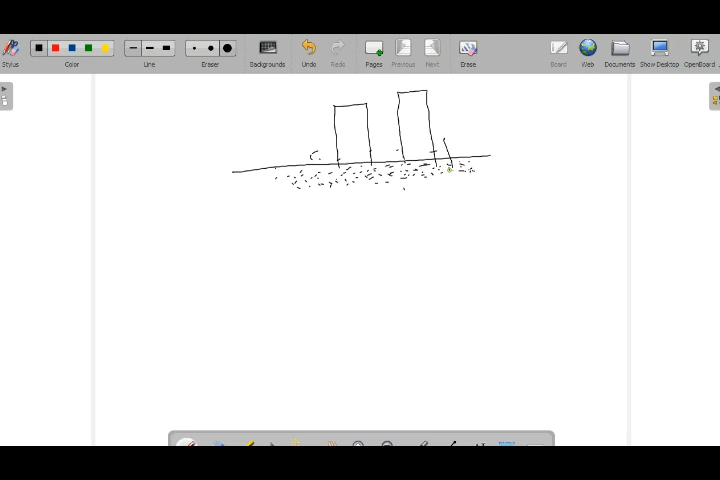 Stylus Color Line Eraser Backgrounds Undo Redo Pages Previous Next Erase Board Web Documents Show Desktop OpenBoard